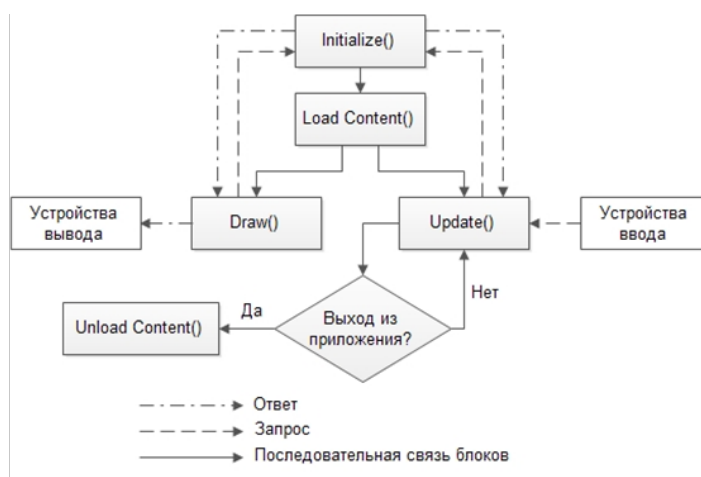 Initialize()
Load Content()
Устройства
вывода
Draw()
Update()
Устройства
ввода
Нет
Да
Unload Content()
Выход из
приложения?
Ответ
Запрос
Последовательная связь блоков